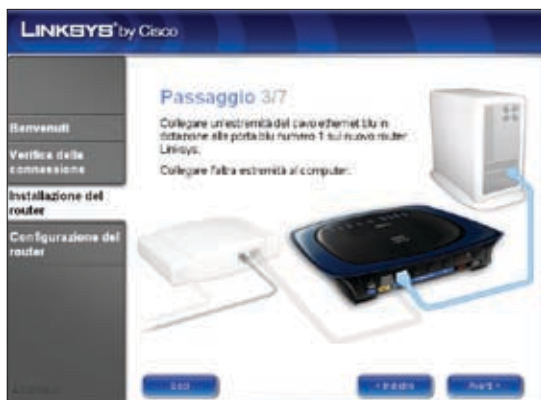 LINKSYS® by Cisco
Passaggio 3/7
Collegare un'estremità del cavo ethernet blu in
dotazione alla porta blu numero 1 sul nuovo router
Linksys.
Collegare l'altra estremità al computer.
Benvenuti
Verifica della
connessione
Installazione del
router
Configurazione del
router
Esci
< Indietro
Avanti >